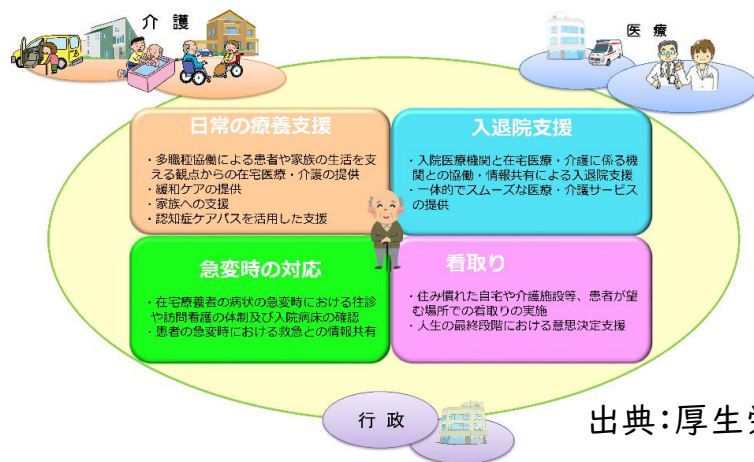 介護
医療
日常の療養支援
・多職種協働による患者や家族の生活を支
える観点からの在宅医療・介護の提供
・緩和ケアの提供
・家族への支援
・認知症ケアパスを活用した支援
入退院支援
・入院医療機関と在宅医療・介護に係る機
関との協働・情報共有による入退院支援
・一体的でスムーズな医療・介護サービス
の提供
急変時の対応
・在宅療養者の病状の急変時における往診
や訪問看護の体制及び入院病床の確認
・患者の急変時における救急との情報共有
看取り
・住み慣れた自宅や介護施設等、患者が望
む場所での看取りの実施
・人生の最終段階における意思決定支援
行政
出典:厚生